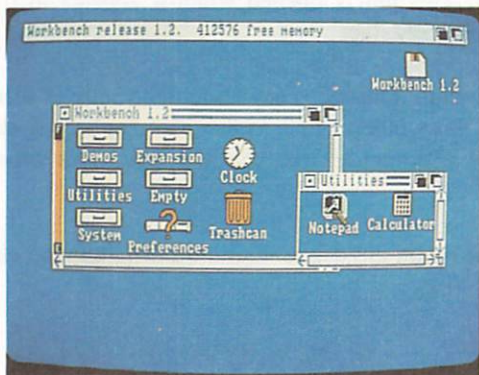 Workbench release 1.2.  412576 free memory
Workbench 1.2
Workbench 1.2
Demos Expansion
Clock
Utilities Empty
System
Preferences
Trashcan
Utilities
Notepad Calculator